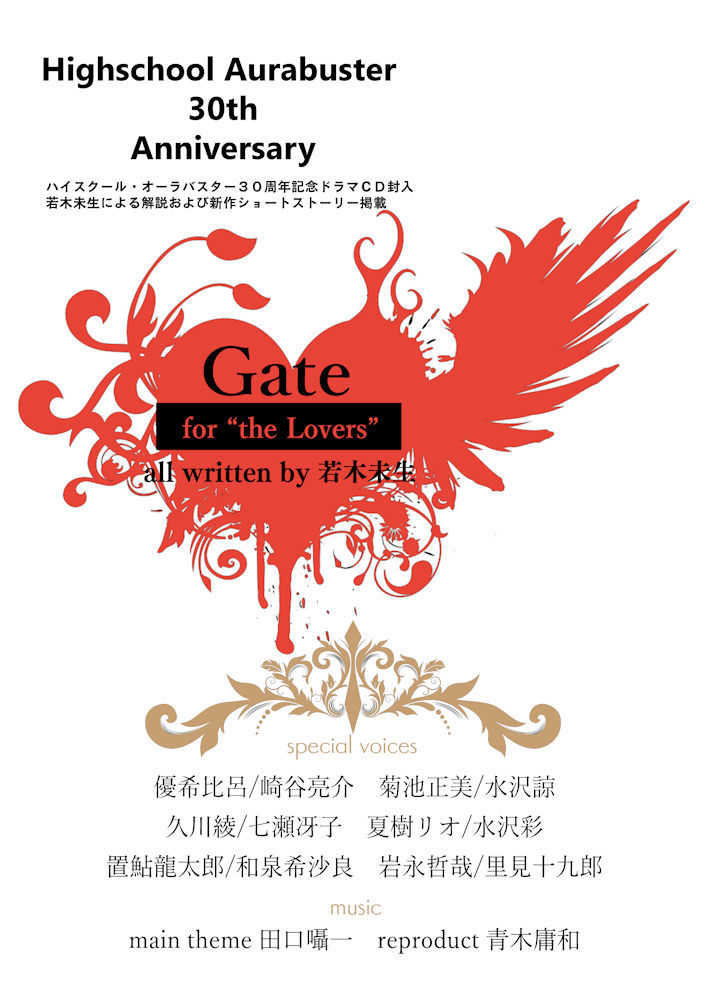 Highschool Aurabuster
30th
Anniversary
ハイスクール・オーラバスター３０周年記念ドラマＣＤ封入
若木未生による解説および新作ショートストーリー掲載
Gate
for “the Lovers”
all written by 若木未生
special voices
優希比呂/崎谷亮介　菊池正美/水沢諒
久川綾/七瀬冴子　夏樹リオ/水沢彩
置鮎龍太郎/和泉希沙良　岩永哲哉/里見十九郎
music
main theme 田口囁一　reproduct 青木庸和